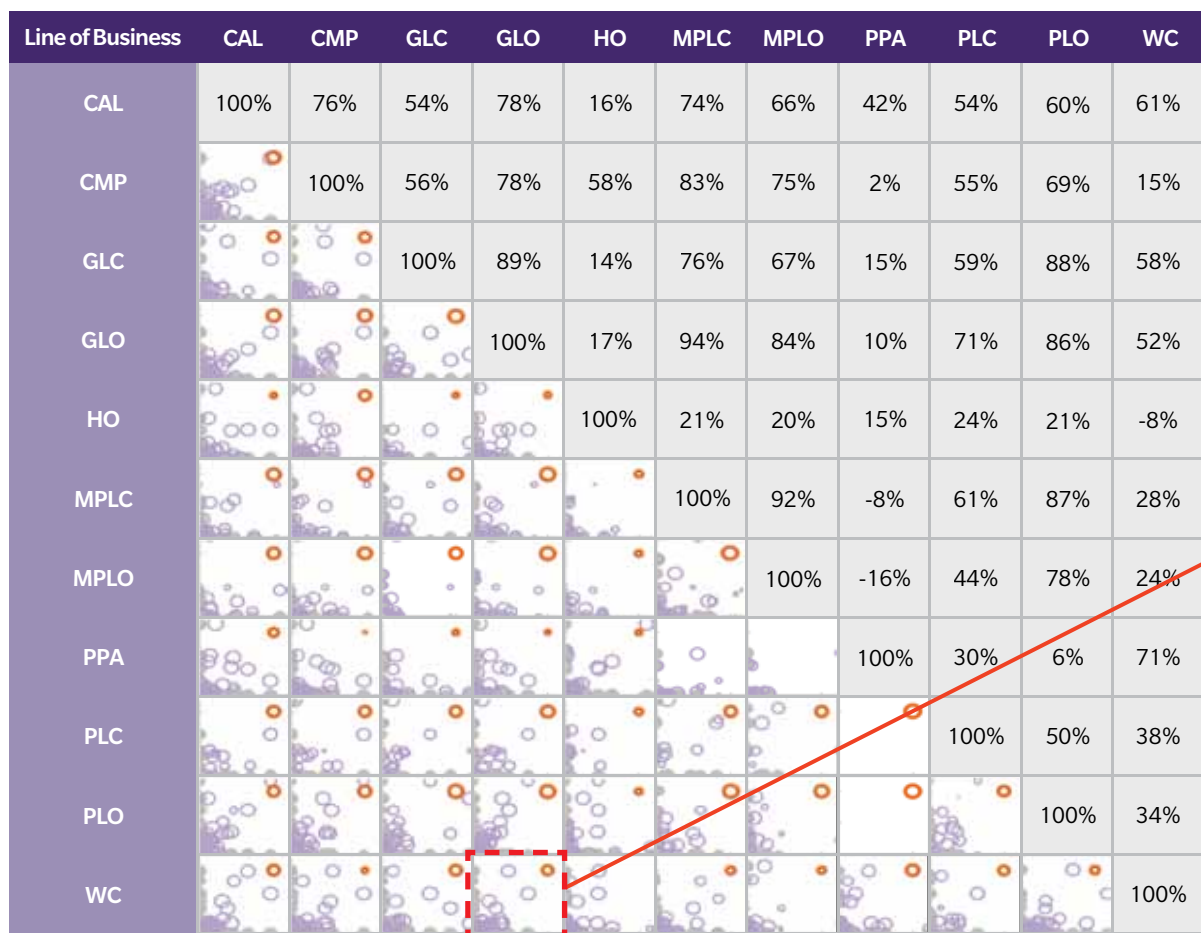 Line of Business CAL CMP GLC GLO HO MPLC MPLO PPA PLC PLO WC
CAL 100% 76% 54% 78% 16% 74% 66% 42% 54% 60% 61%
CMP 100% 56% 78% 58% 83% 75% 2% 55% 69% 15%
GLC 100% 89% 14% 76% 67% 15% 59% 88% 58%
GLO 100% 17% 94% 84% 10% 71% 86% 52%
HO 100% 21% 20% 15% 24% 21% -8%
MPLC 100% 92% -8% 61% 87% 28%
MPLO 100% -16% 44% 78% 24%
PPA 100% 30% 6% 71%
PLC 100% 50% 38%
PLO 100% 34%
WC 100%